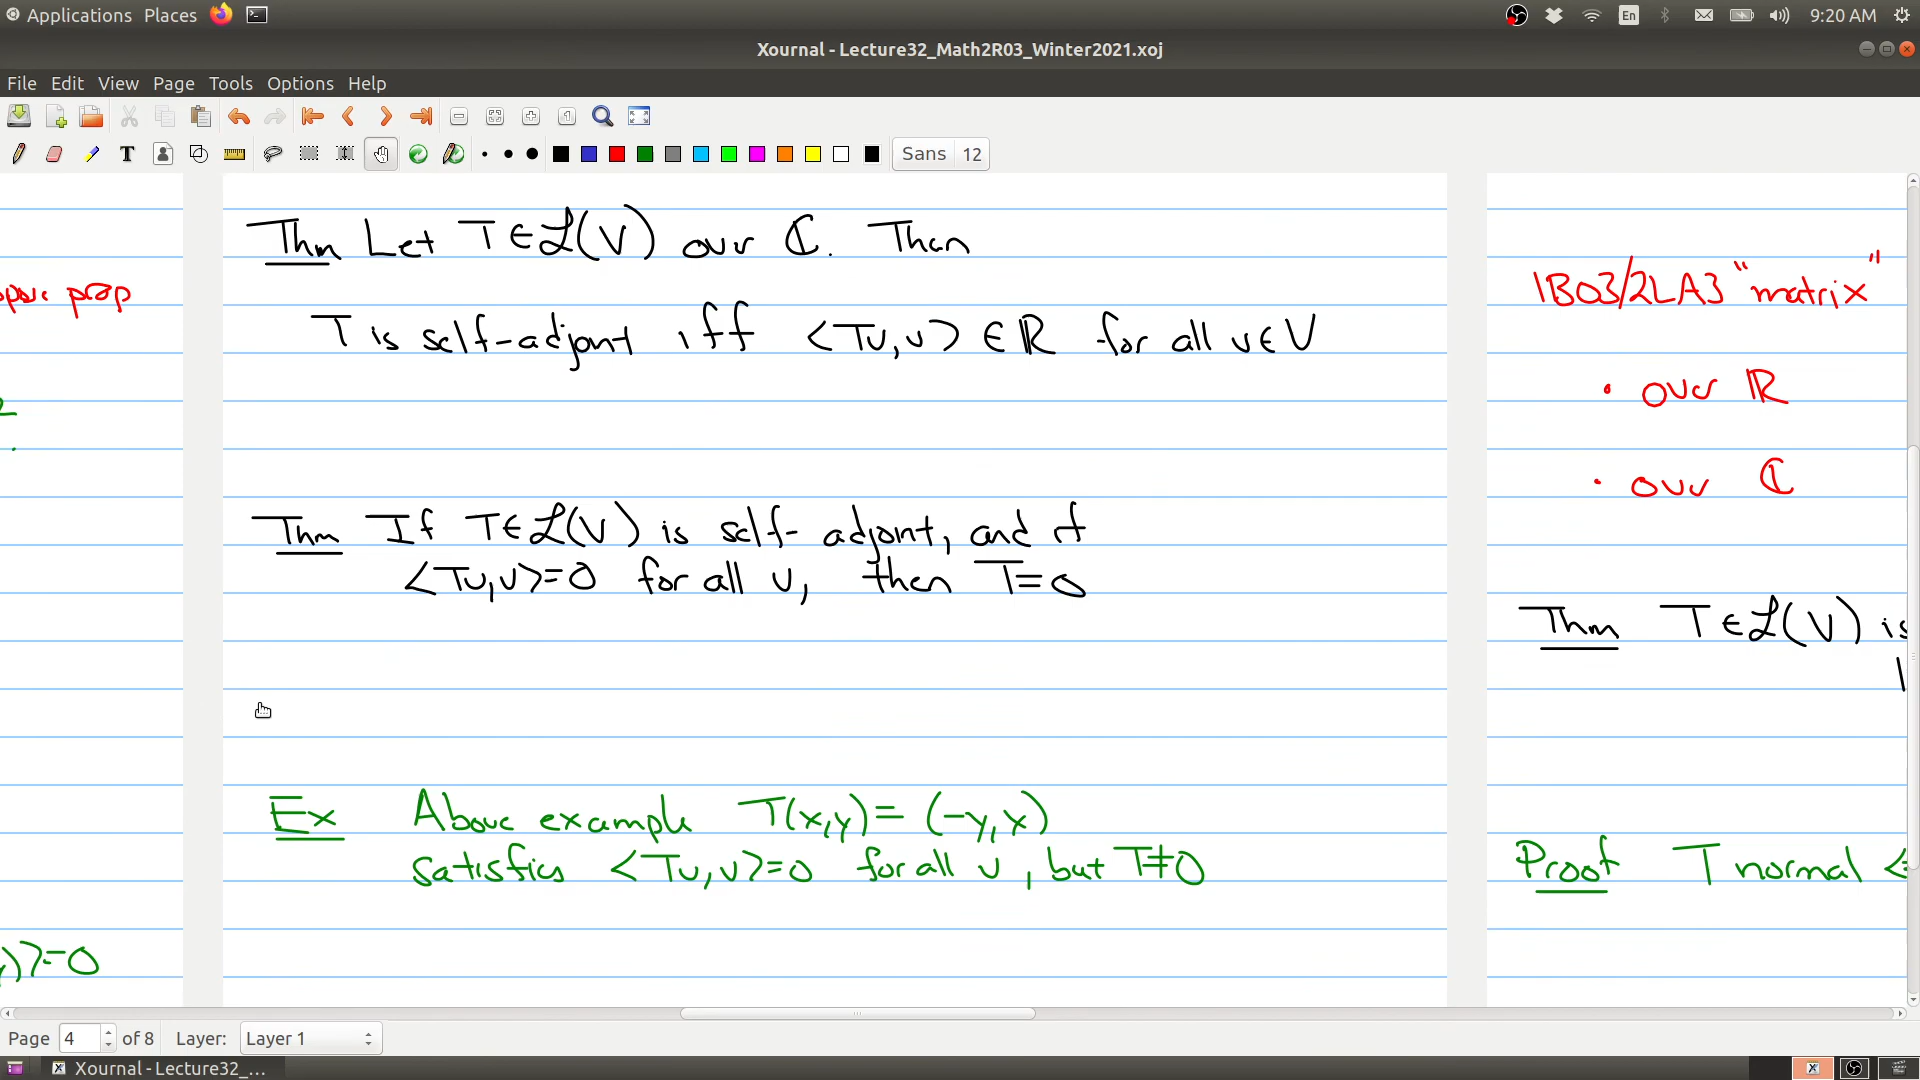 Applications Places En 9:20 AM
Xournal - Lecture32_Math2R03_Winter2021.xoj
File Edit View Page Tools Options Help
T Sans 12
Thm Let T∈ℒ(V) over ℂ. Then
T is self-adjoint iff <Tv,v> ∈ℝ for all v∈V
Thm If T∈ℒ(V) is self-adjoint, and if
<Tv,v>=0 for all v, then T=0
Ex Above example T(x,y)= (-y,x)
satisfies <Tv,v>=0 for all v, but T≠0
prop
)>=0
1B03/2LA3 "matrix"
• over ℝ
• over ℂ
Thm T∈ℒ(V) is
Proof T normal <
Page 4 of 8 Layer: Layer 1
Xournal - Lecture32_...